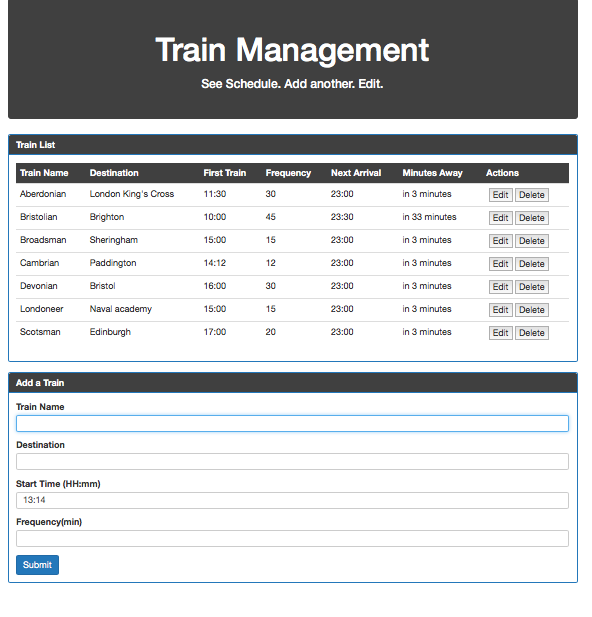 Train Management
See Schedule. Add another. Edit.
Train List
Train Name Destination First Train Frequency Next Arrival Minutes Away Actions
Aberdonian London King's Cross 11:30 30 23:00 in 3 minutes Edit Delete
Bristolian Brighton 10:00 45 23:30 in 33 minutes Edit Delete
Broadsman Sheringham 15:00 15 23:00 in 3 minutes Edit Delete
Cambrian Paddington 14:12 12 23:00 in 3 minutes Edit Delete
Devonian Bristol 16:00 30 23:00 in 3 minutes Edit Delete
Londoneer Naval academy 15:00 15 23:00 in 3 minutes Edit Delete
Scotsman Edinburgh 17:00 20 23:00 in 3 minutes Edit Delete
Add a Train
Train Name
Destination
Start Time (HH:mm)
13:14
Frequency(min)
Submit